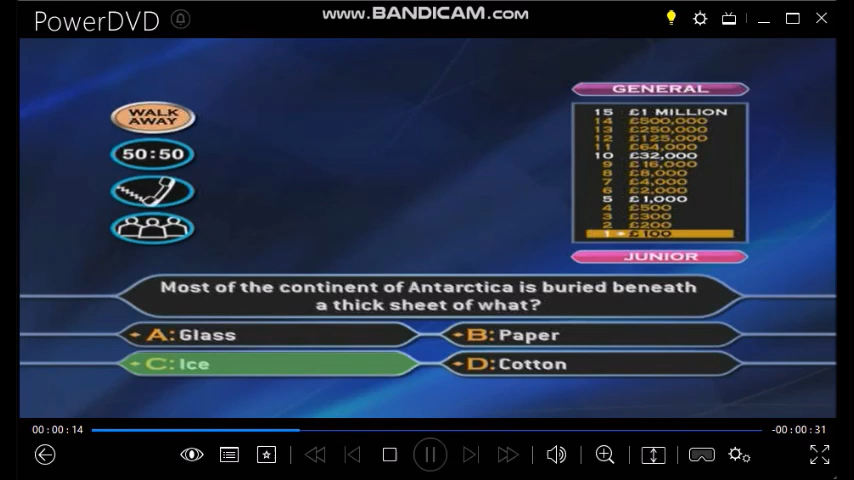 PowerDVD
www.BANDICAM.com
WALK
AWAY
50:50
GENERAL
15 £1 MILLION
14 £500,000
13 £250,000
12 £125,000
11 £64,000
10 £32,000
9 £16,000
8 £8,000
7 £4,000
6 £2,000
5 £1,000
4 £500
3 £300
2 £200
1 £100
JUNIOR
Most of the continent of Antarctica is buried beneath
a thick sheet of what?
A: Glass
B: Paper
C: Ice
D: Cotton
00:00:14
-00:00:31